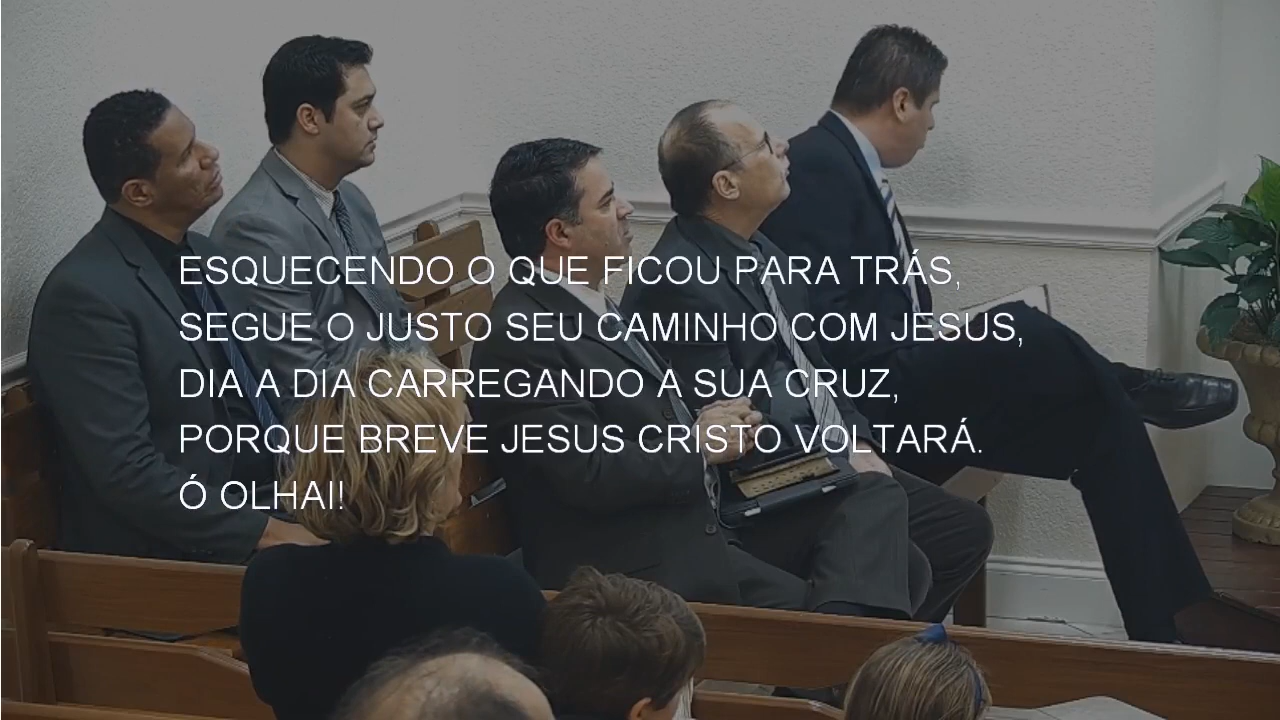 ESQUECENDO O QUE FICOU PARA TRÁS,
SEGUE O JUSTO SEU CAMINHO COM JESUS,
DIA A DIA CARREGANDO A SUA CRUZ,
PORQUE BREVE JESUS CRISTO VOLTARÁ.
Ó OLHAI!